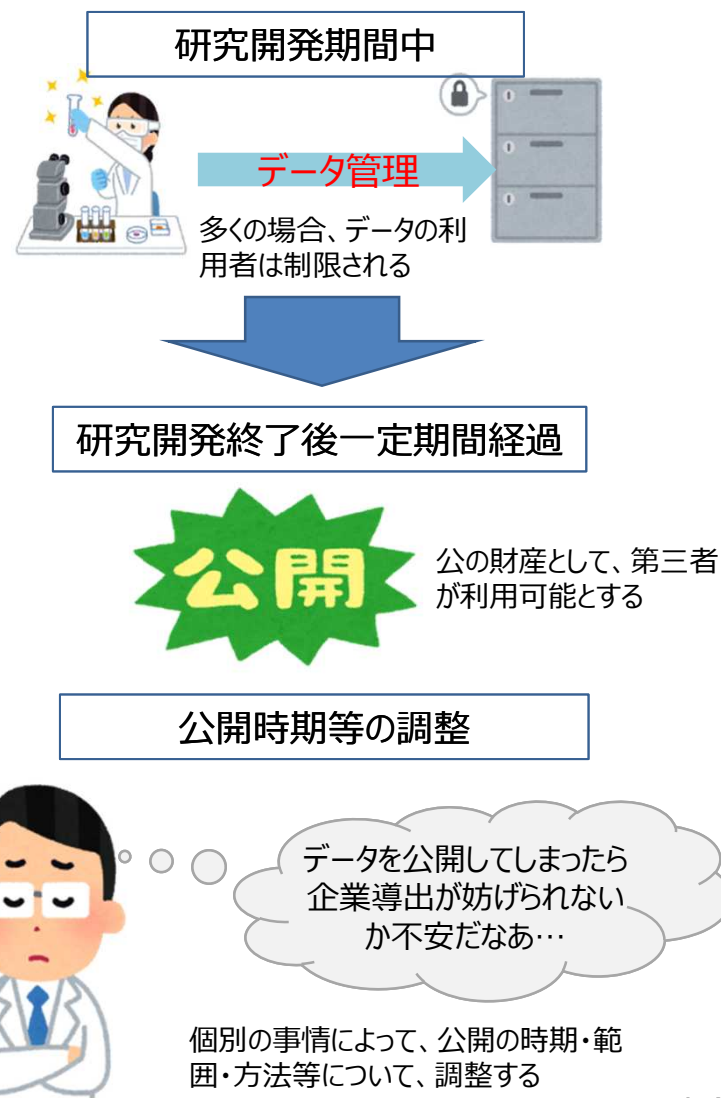 研究開発期間中
データ管理
多くの場合、データの利
用者は制限される
研究開発終了後一定期間経過
公開
公の財産として、第三者
が利用可能とする
公開時期等の調整
データを公開してしまったら
企業導出が妨げられない
か不安だなあ…
個別の事情によって、公開の時期・範
囲・方法等について、調整する